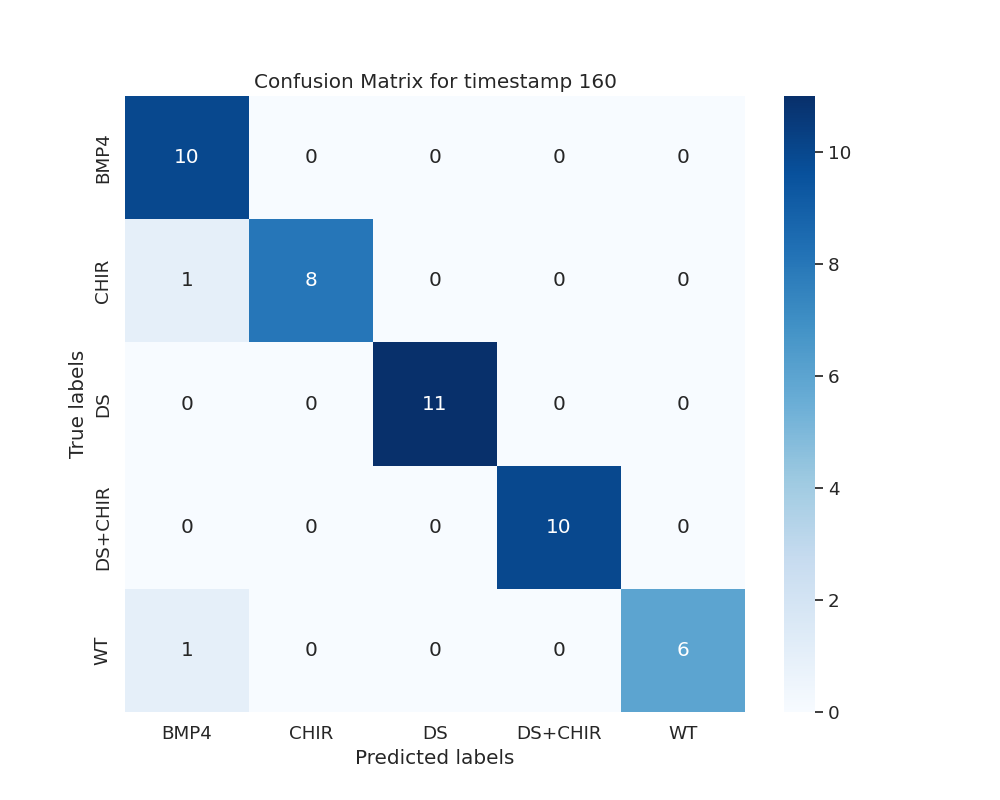 Confusion Matrix for timestamp 160
True labels
BMP4
10 0 0 0 0
CHIR
1 8 0 0 0
DS
0 0 11 0 0
DS+CHIR
0 0 0 10 0
WT
1 0 0 0 6
BMP4 CHIR DS DS+CHIR WT
Predicted labels
10
8
6
4
2
0